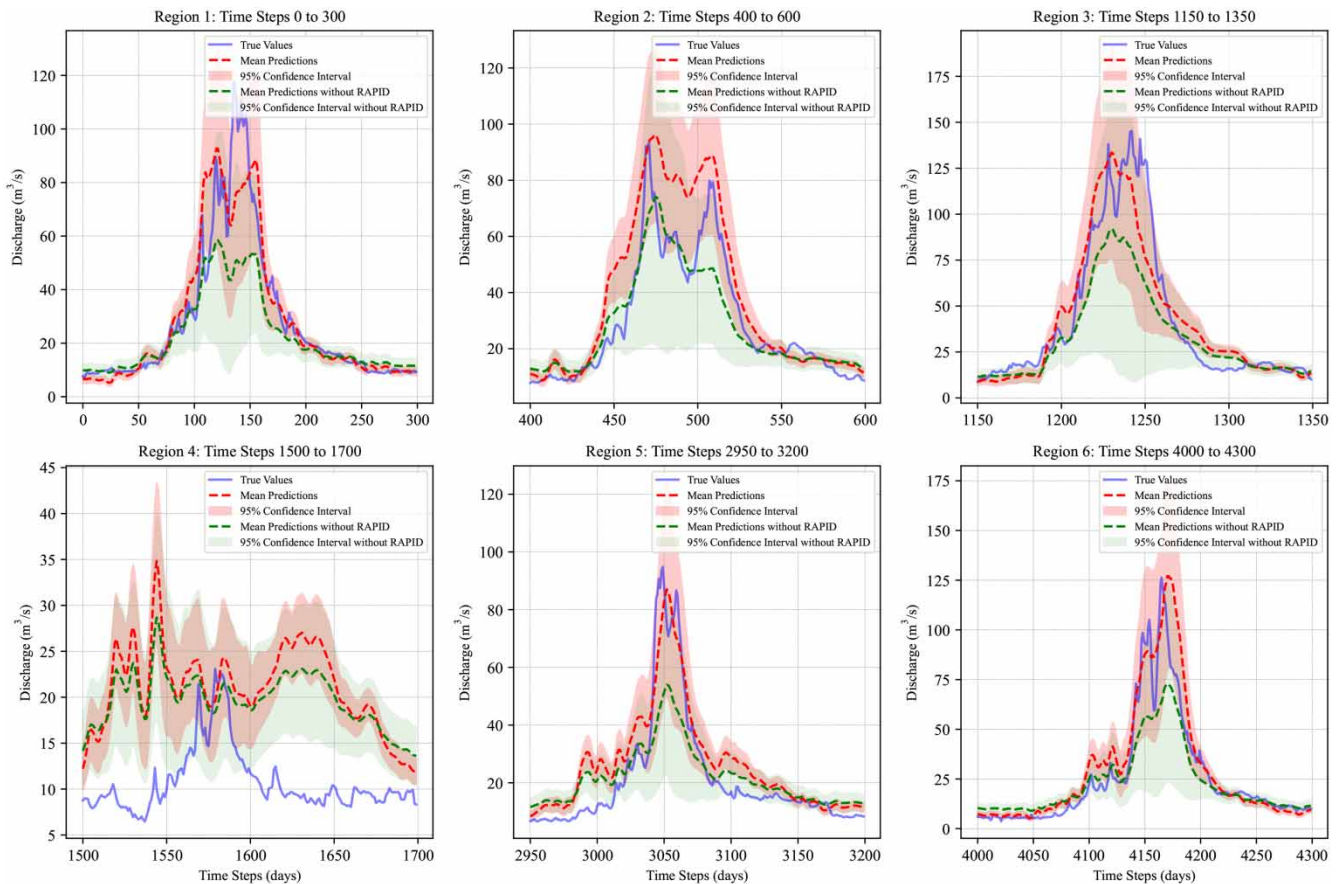 Region 1: Time Steps 0 to 300
Discharge (m³/s)
120
100
80
60
40
20
0
0 50 100 150 200 250 300
True Values
Mean Predictions
95% Confidence Interval
Mean Predictions without RAPID
95% Confidence Interval without RAPID
Region 2: Time Steps 400 to 600
Discharge (m³/s)
120
100
80
60
40
20
400 450 500 550 600
True Values
Mean Predictions
95% Confidence Interval
Mean Predictions without RAPID
95% Confidence Interval without RAPID
Region 3: Time Steps 1150 to 1350
Discharge (m³/s)
175
150
125
100
75
50
25
0
1150 1200 1250 1300 1350
True Values
Mean Predictions
95% Confidence Interval
Mean Predictions without RAPID
95% Confidence Interval without RAPID
Region 4: Time Steps 1500 to 1700
Discharge (m³/s)
45
40
35
30
25
20
15
10
5
1500 1550 1600 1650 1700
Time Steps (days)
True Values
Mean Predictions
95% Confidence Interval
Mean Predictions without RAPID
95% Confidence Interval without RAPID
Region 5: Time Steps 2950 to 3200
Discharge (m³/s)
120
100
80
60
40
20
2950 3000 3050 3100 3150 3200
Time Steps (days)
True Values
Mean Predictions
95% Confidence Interval
Mean Predictions without RAPID
95% Confidence Interval without RAPID
Region 6: Time Steps 4000 to 4300
Discharge (m³/s)
175
150
125
100
75
50
25
0
4000 4050 4100 4150 4200 4250 4300
Time Steps (days)
True Values
Mean Predictions
95% Confidence Interval
Mean Predictions without RAPID
95% Confidence Interval without RAPID